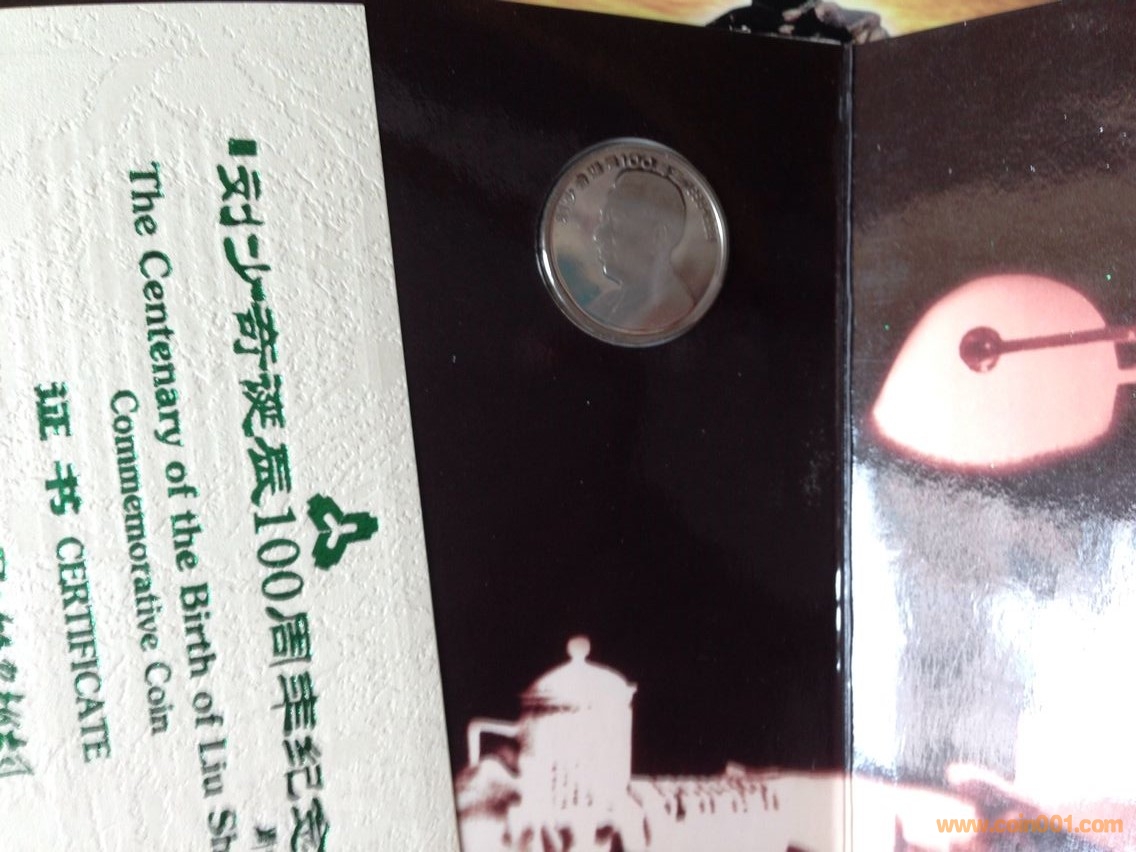 刘少奇诞辰100周年纪念
The Centenary of the Birth of Liu Sh
Commemorative Coin
证书 CERTIFICATE
100
www.coin001.com